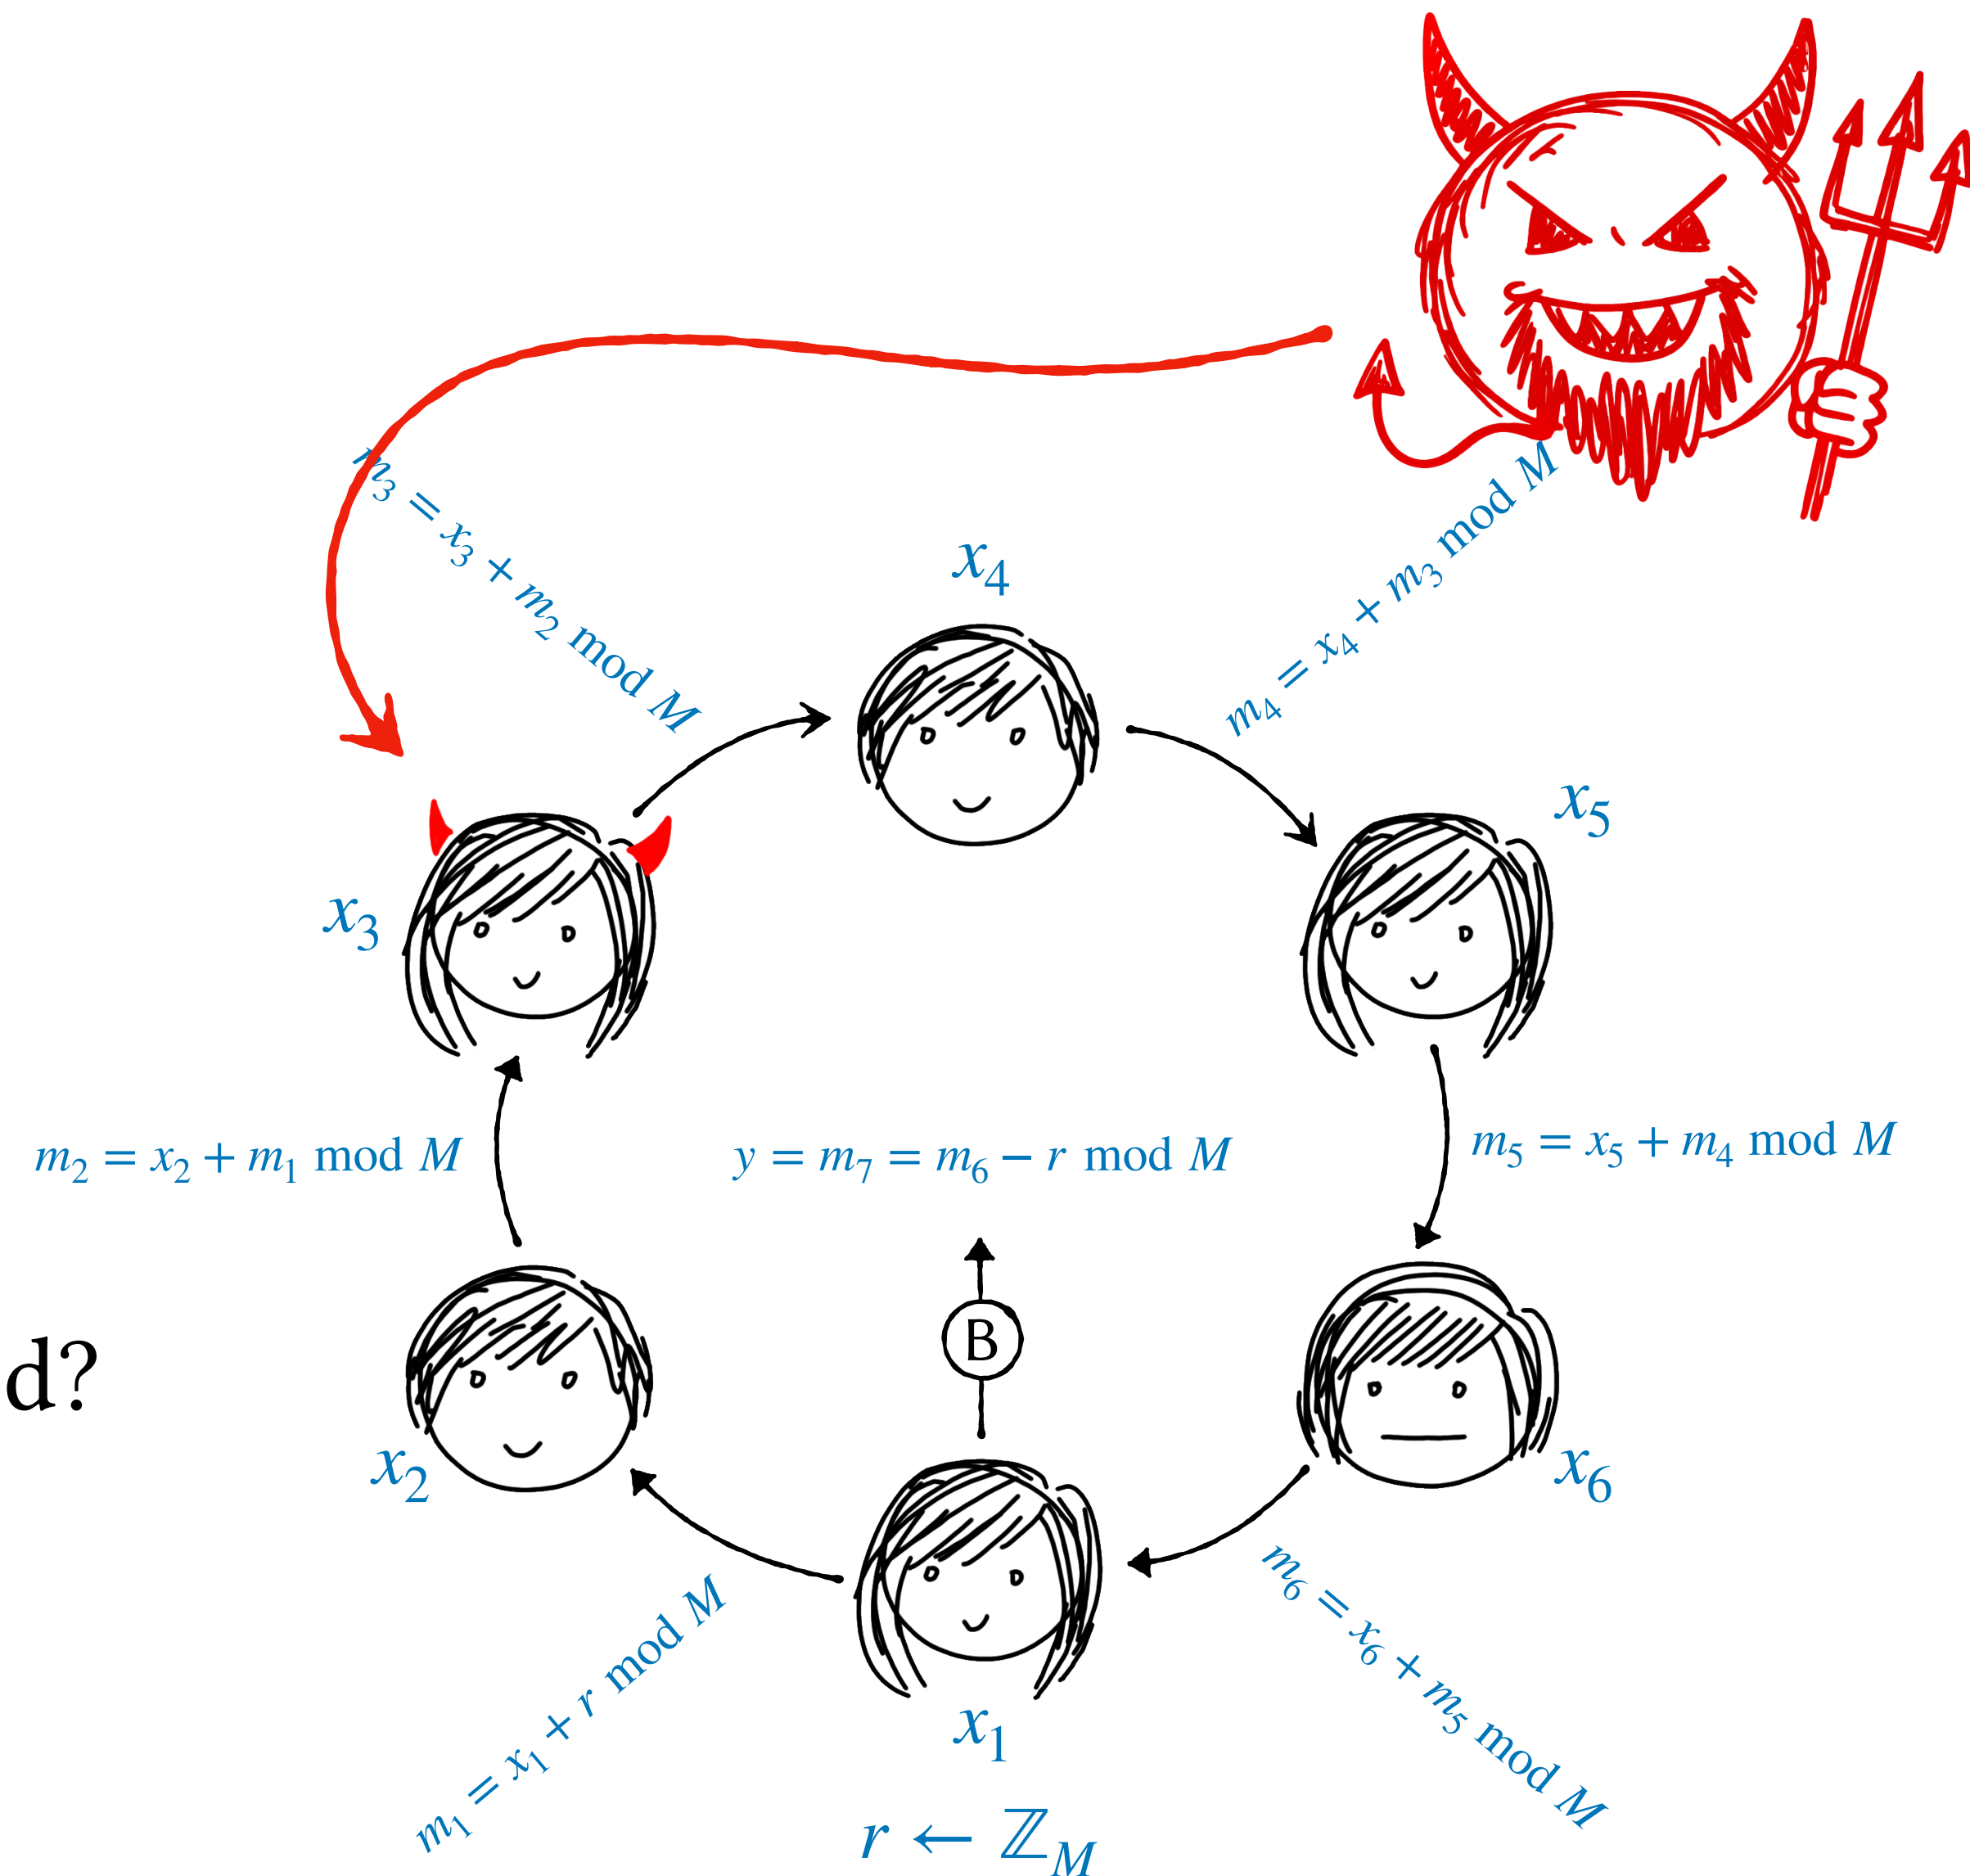 x₄
m₃ = x₃ + m₂ mod M
m₄ = x₄ + m₃ mod M
x₅
x₃
m₂ = x₂ + m₁ mod M
y = m₇ = m₆ − r mod M
m₅ = x₅ + m₄ mod M
d?
B
x₂
x₆
m₁ = x₁ + r mod M
x₁
m₆ = x₆ + m₅ mod M
r ← ℤ_M